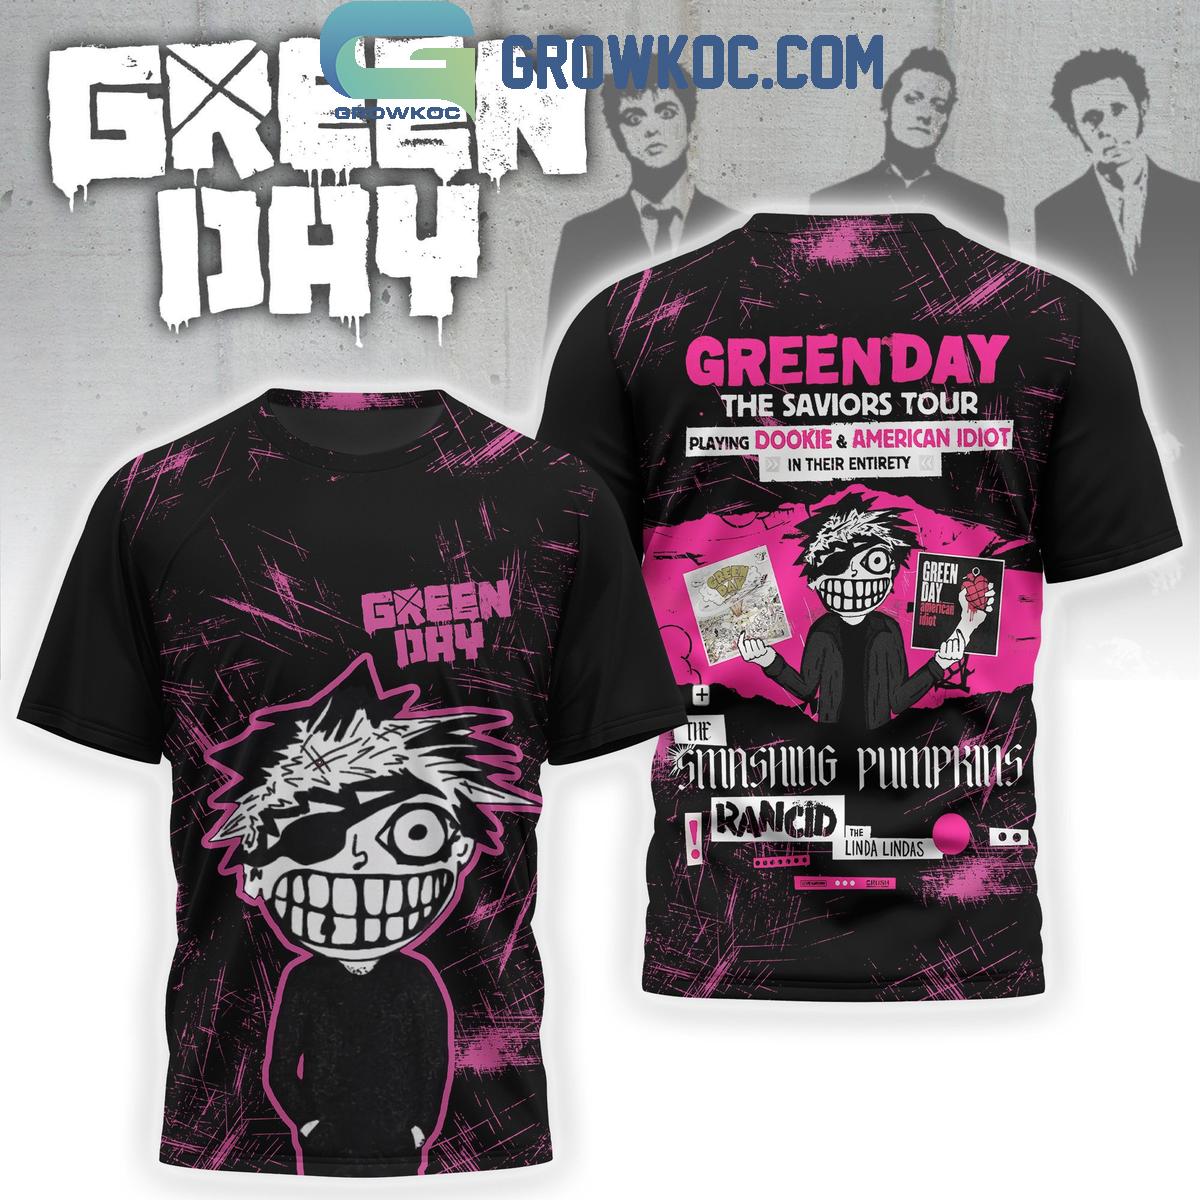 GREEN
DAY
GROWKOC
GROWKOC.COM
GREEN
DAY
GREEN DAY
THE SAVIORS TOUR
PLAYING DOOKIE & AMERICAN IDIOT
IN THEIR ENTIRETY
GREEN
DAY
GREEN
DAY
american
idiot
+
THE
SMASHING PUMPKINS
! RANCID
THE
LINDA LINDAS
CRUSH